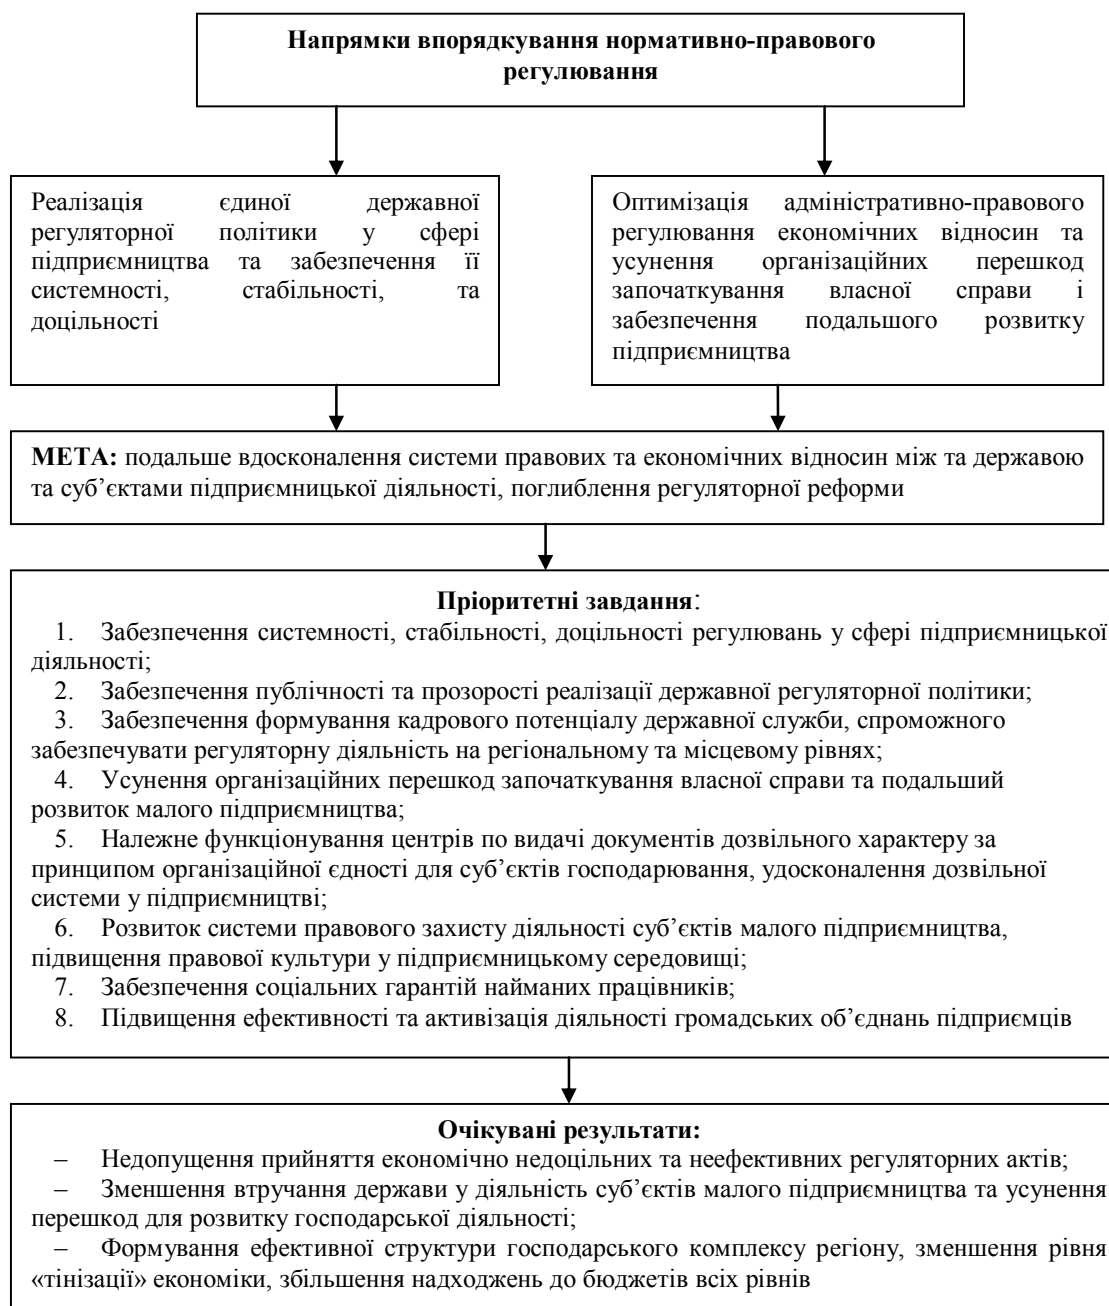 Напрямки впорядкування нормативно-правового
регулювання
Реалізація єдиної державної
регуляторної політики у сфері
підприємництва та забезпечення її
системності, стабільності, та
доцільності
Оптимізація адміністративно-правового
регулювання економічних відносин та
усунення організаційних перешкод
започаткування власної справи і
забезпечення подальшого розвитку
підприємництва
МЕТА: подальше вдосконалення системи правових та економічних відносин між та державою
та суб’єктами підприємницької діяльності, поглиблення регуляторної реформи
Пріоритетні завдання:
1. Забезпечення системності, стабільності, доцільності регулювань у сфері підприємницької
діяльності;
2. Забезпечення публічності та прозорості реалізації державної регуляторної політики;
3. Забезпечення формування кадрового потенціалу державної служби, спроможного
забезпечувати регуляторну діяльність на регіональному та місцевому рівнях;
4. Усунення організаційних перешкод започаткування власної справи та подальший
розвиток малого підприємництва;
5. Належне функціонування центрів по видачі документів дозвільного характеру за
принципом організаційної єдності для суб’єктів господарювання, удосконалення дозвільної
системи у підприємництві;
6. Розвиток системи правового захисту діяльності суб’єктів малого підприємництва,
підвищення правової культури у підприємницькому середовищі;
7. Забезпечення соціальних гарантій найманих працівників;
8. Підвищення ефективності та активізація діяльності громадських об’єднань підприємців
Очікувані результати:
– Недопущення прийняття економічно недоцільних та неефективних регуляторних актів;
– Зменшення втручання держави у діяльність суб’єктів малого підприємництва та усунення
перешкод для розвитку господарської діяльності;
– Формування ефективної структури господарського комплексу регіону, зменшення рівня
«тінізації» економіки, збільшення надходжень до бюджетів всіх рівнів